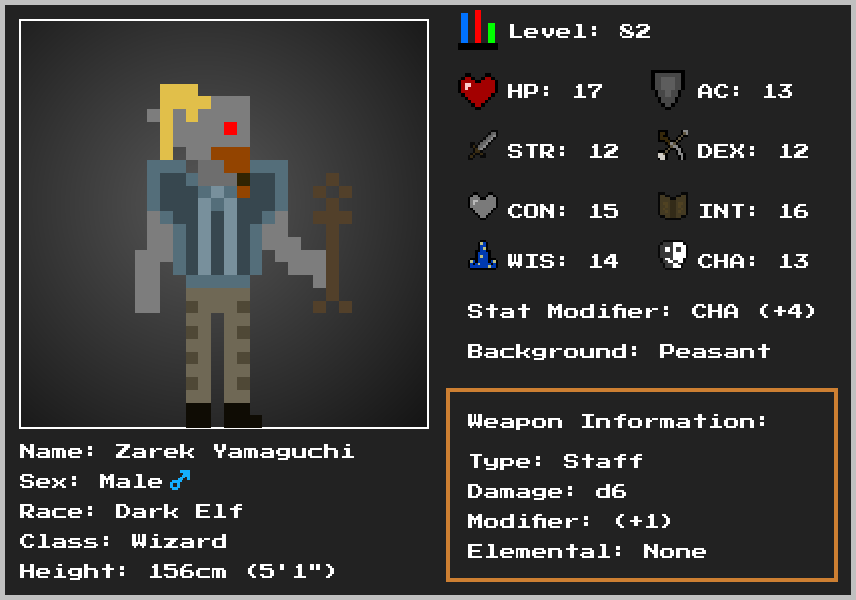 Level: 82
HP: 17 AC: 13
STR: 12 DEX: 12
CON: 15 INT: 16
WIS: 14 CHA: 13
Stat Modifier: CHA (+4)
Background: Peasant
Weapon Information:
Type: Staff
Damage: d6
Modifier: (+1)
Elemental: None
Name: Zarek Yamaguchi
Sex: Male ♂
Race: Dark Elf
Class: Wizard
Height: 156cm (5'1")